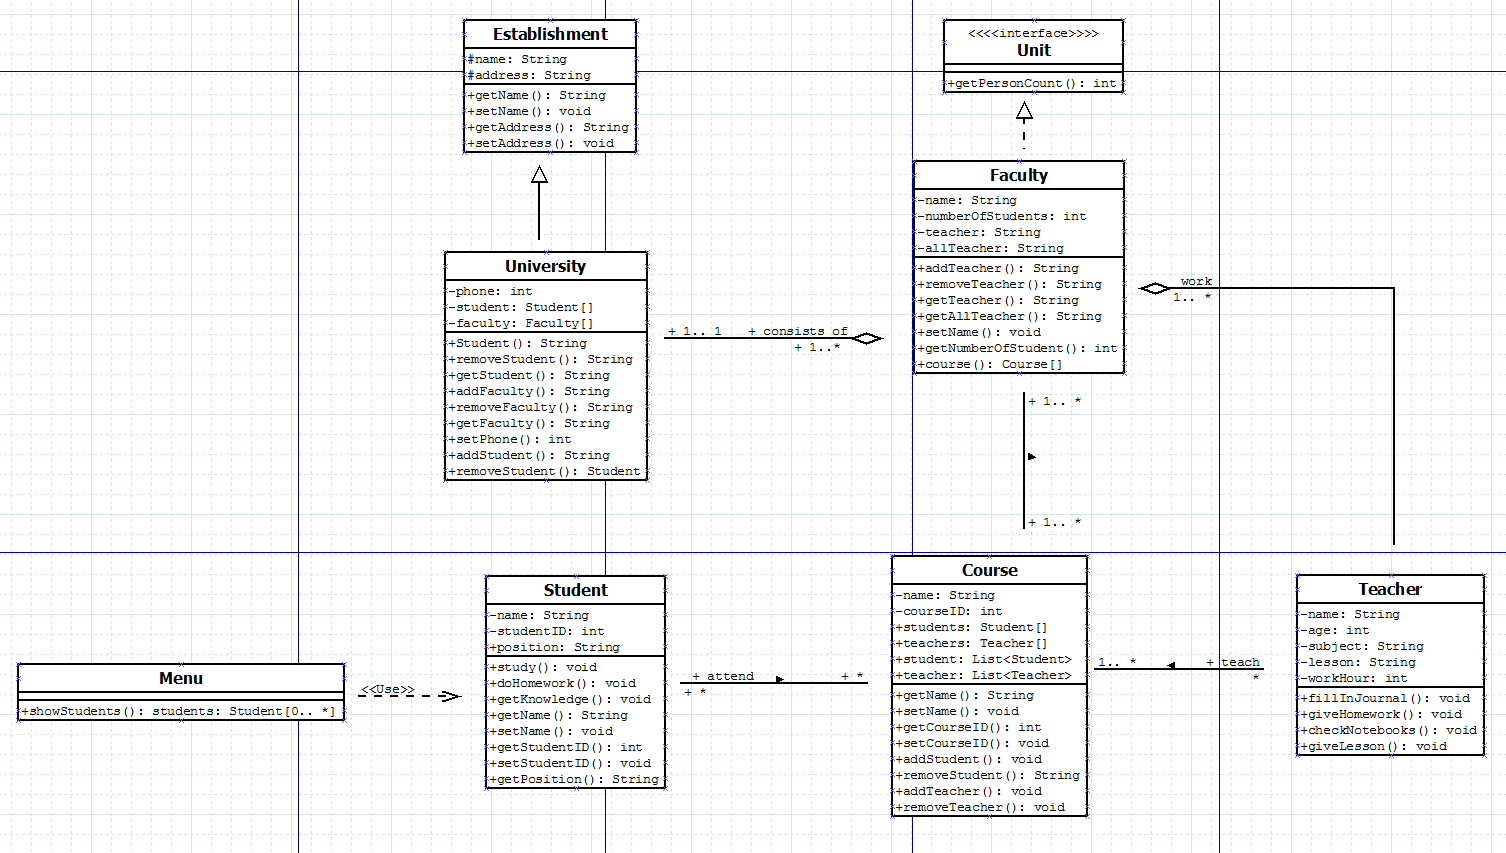 Establishment
#name: String
#address: String
+getName(): String
+setName(): void
+getAddress(): String
+setAddress(): void
<<<<interface>>>>
Unit
+getPersonCount(): int
Faculty
-name: String
-numberOfStudents: int
-teacher: String
-allTeacher: String
+addTeacher(): String
+removeTeacher(): String
+getTeacher(): String
+getAllTeacher(): String
+setName(): void
+getNumberOfStudent(): int
+course(): Course[]
University
-phone: int
-student: Student[]
-faculty: Faculty[]
+Student(): String
+removeStudent(): String
+getStudent(): String
+addFaculty(): String
+removeFaculty(): String
+getFaculty(): String
+setPhone(): int
+addStudent(): String
+removeStudent(): Student
+ 1.. 1
+ consists of
+ 1..*
work
1.. *
+ 1.. *
+ 1.. *
Menu
+showStudents(): students: Student[0.. *]
<<Use>>
Student
-name: String
-studentID: int
+position: String
+study(): void
+doHomework(): void
+getKnowledge(): void
+getName(): String
+setName(): void
+getStudentID(): int
+setStudentID(): void
+getPosition(): String
+ attend
+ *
+ *
Course
-name: String
-courseID: int
+students: Student[]
+teachers: Teacher[]
+student: List<Student>
+teacher: List<Teacher>
+getName(): String
+setName(): void
+getCourseID(): int
+setCourseID(): void
+addStudent(): void
+removeStudent(): String
+addTeacher(): void
+removeTeacher(): void
1.. *
+ teach
*
Teacher
-name: String
-age: int
-subject: String
-lesson: String
-workHour: int
+fillInJournal(): void
+giveHomework(): void
+checkNotebooks(): void
+giveLesson(): void